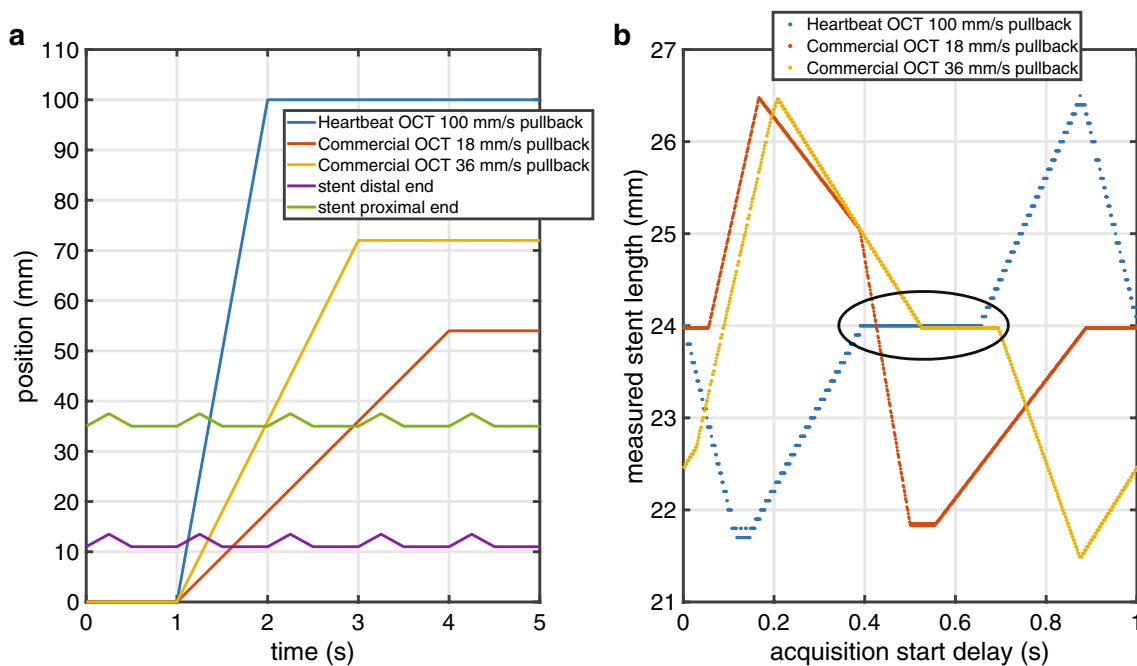 a
110
100
90
80
70
60
50
40
30
20
10
0
position (mm)
0 1 2 3 4 5
time (s)
Heartbeat OCT 100 mm/s pullback
Commercial OCT 18 mm/s pullback
Commercial OCT 36 mm/s pullback
stent distal end
stent proximal end
b
27
26
25
24
23
22
21
measured stent length (mm)
0 0.2 0.4 0.6 0.8 1
acquisition start delay (s)
Heartbeat OCT 100 mm/s pullback
Commercial OCT 18 mm/s pullback
Commercial OCT 36 mm/s pullback